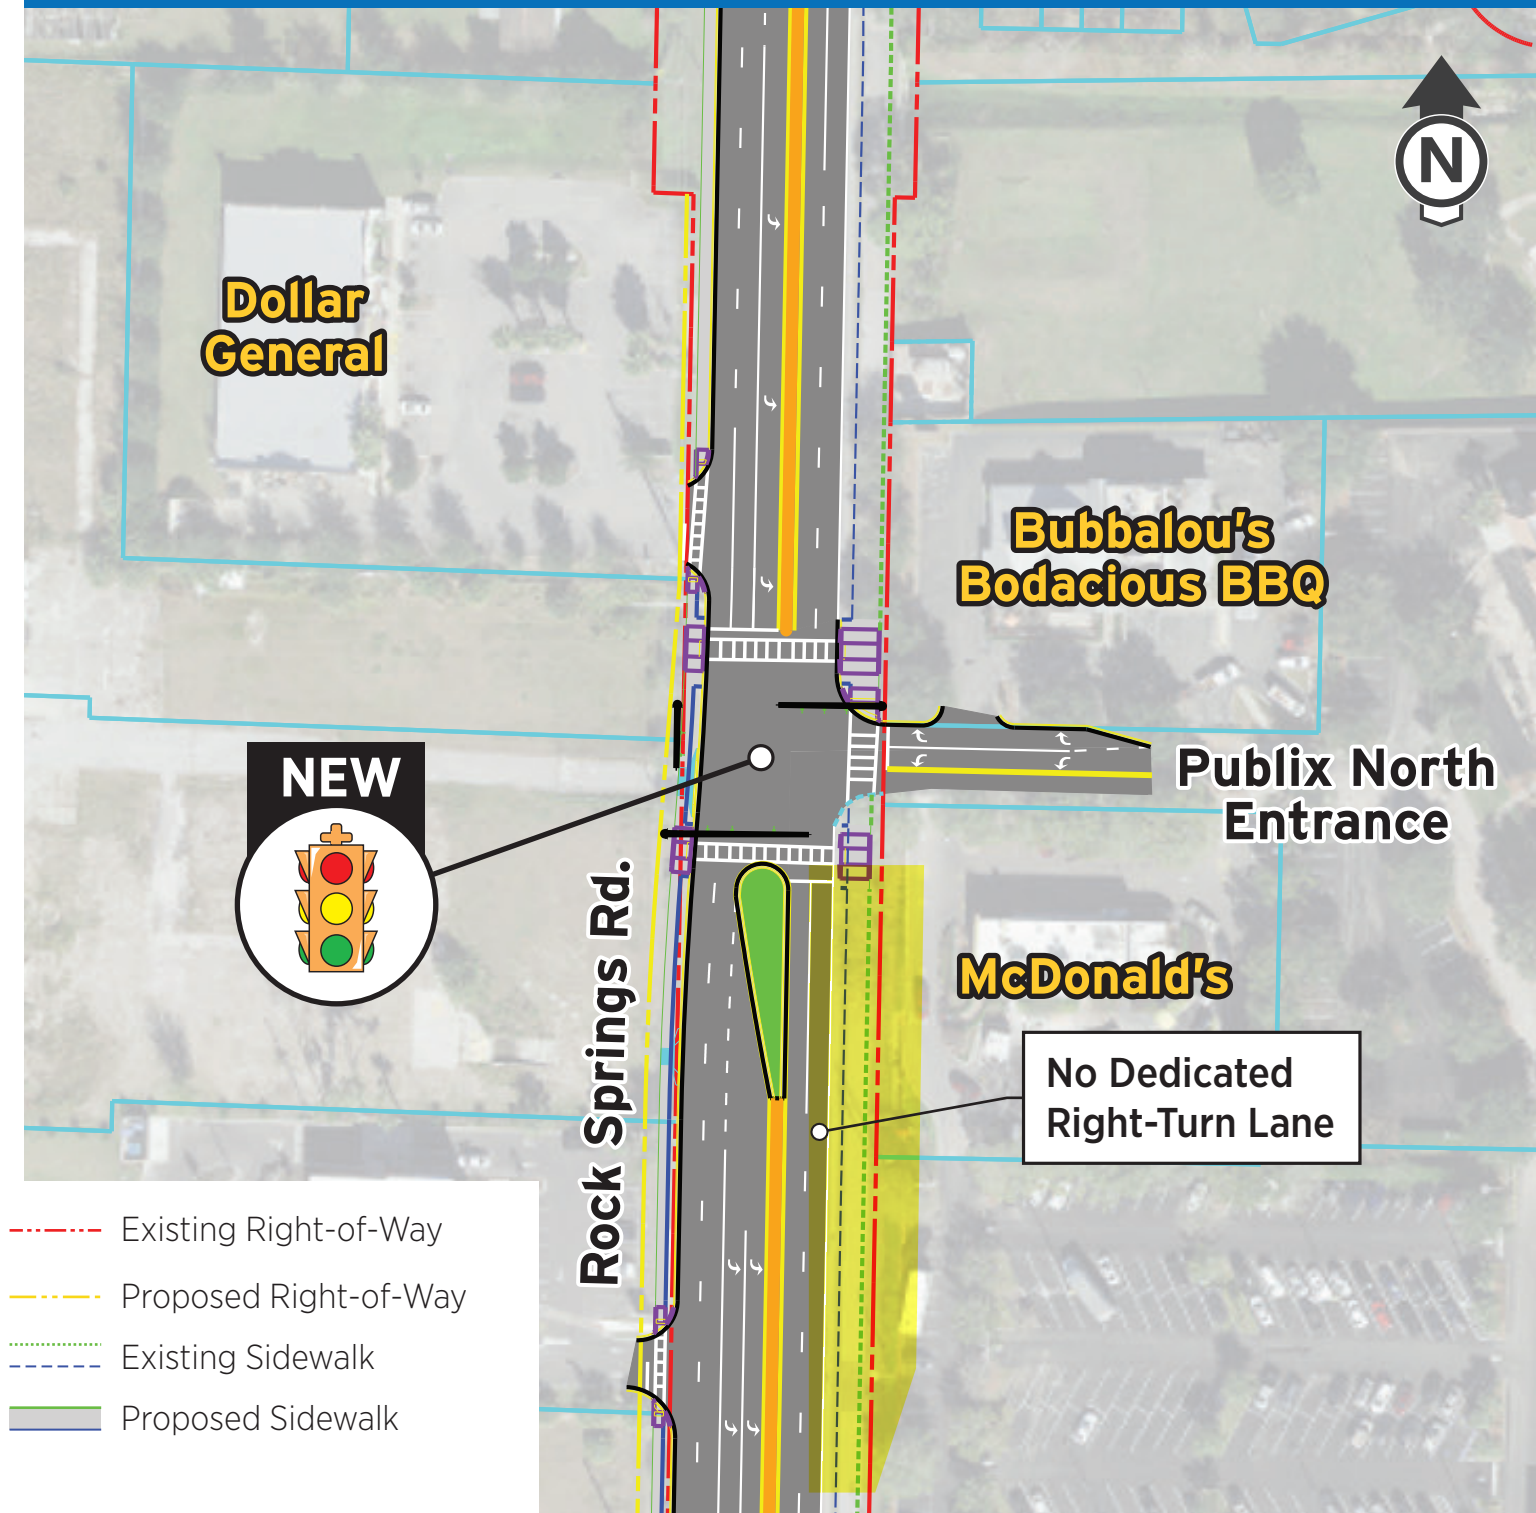 N
Dollar
General
Bubbalou's
Bodacious BBQ
NEW
Publix North
Entrance
Rock Springs Rd.
McDonald's
No Dedicated
Right-Turn Lane
Existing Right-of-Way
Proposed Right-of-Way
Existing Sidewalk
Proposed Sidewalk